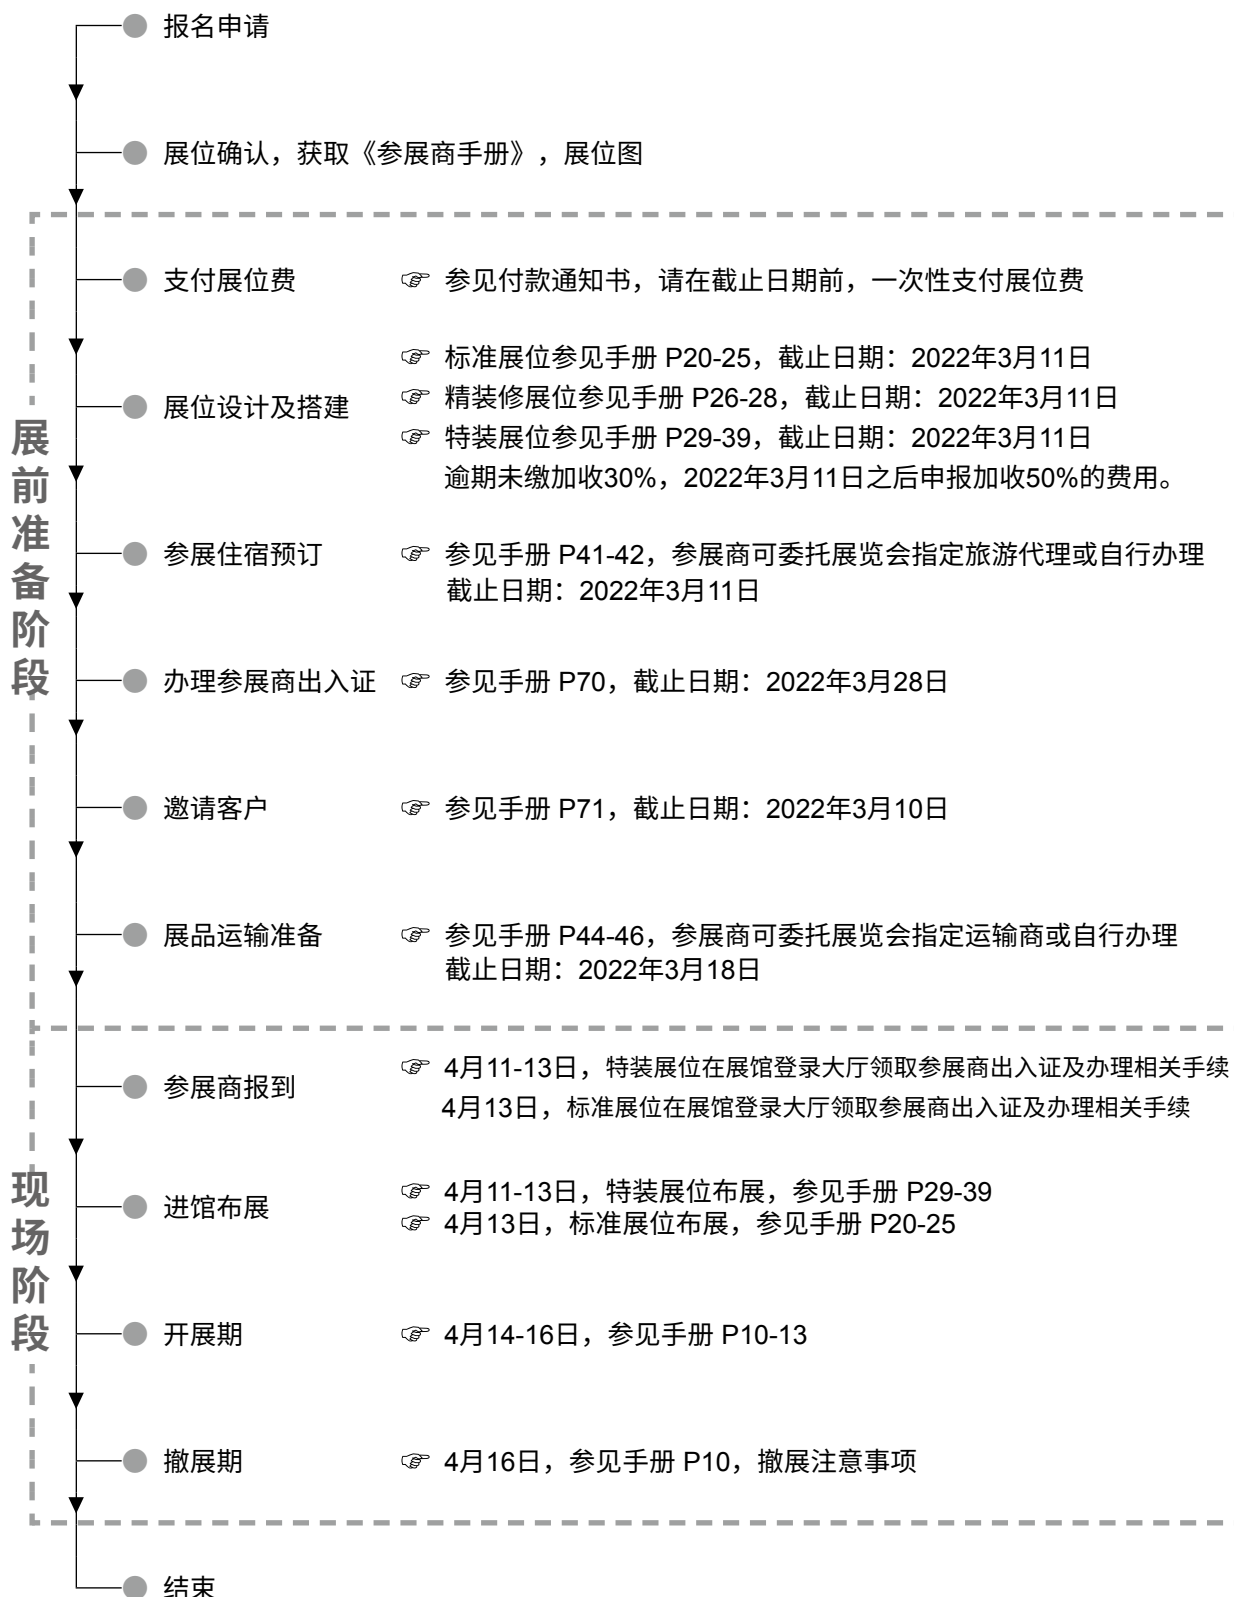 报名申请
展位确认，获取《参展商手册》，展位图
展前准备阶段
支付展位费 ☞ 参见付款通知书，请在截止日期前，一次性支付展位费
展位设计及搭建
☞ 标准展位参见手册 P20-25，截止日期：2022年3月11日
☞ 精装修展位参见手册 P26-28，截止日期：2022年3月11日
☞ 特装展位参见手册 P29-39，截止日期：2022年3月11日
逾期未缴加收30%，2022年3月11日之后申报加收50%的费用。
参展住宿预订 ☞ 参见手册 P41-42，参展商可委托展览会指定旅游代理或自行办理
截止日期：2022年3月11日
办理参展商出入证 ☞ 参见手册 P70，截止日期：2022年3月28日
邀请客户 ☞ 参见手册 P71，截止日期：2022年3月10日
展品运输准备 ☞ 参见手册 P44-46，参展商可委托展览会指定运输商或自行办理
截止日期：2022年3月18日
现场阶段
参展商报到
☞ 4月11-13日，特装展位在展馆登录大厅领取参展商出入证及办理相关手续
4月13日，标准展位在展馆登录大厅领取参展商出入证及办理相关手续
进馆布展
☞ 4月11-13日，特装展位布展，参见手册 P29-39
☞ 4月13日，标准展位布展，参见手册 P20-25
开展期 ☞ 4月14-16日，参见手册 P10-13
撤展期 ☞ 4月16日，参见手册 P10，撤展注意事项
结束